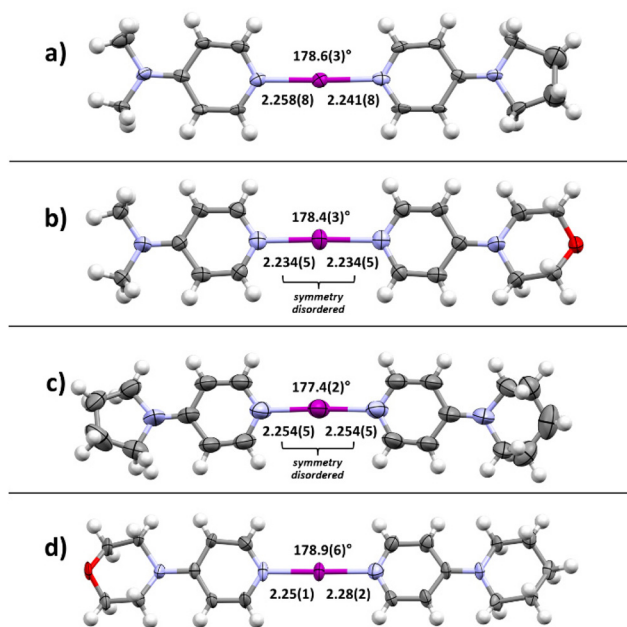 a)
178.6(3)°
2.258(8) 2.241(8)
b)
178.4(3)°
2.234(5) 2.234(5)
symmetry
disordered
c)
177.4(2)°
2.254(5) 2.254(5)
symmetry
disordered
d)
178.9(6)°
2.25(1) 2.28(2)